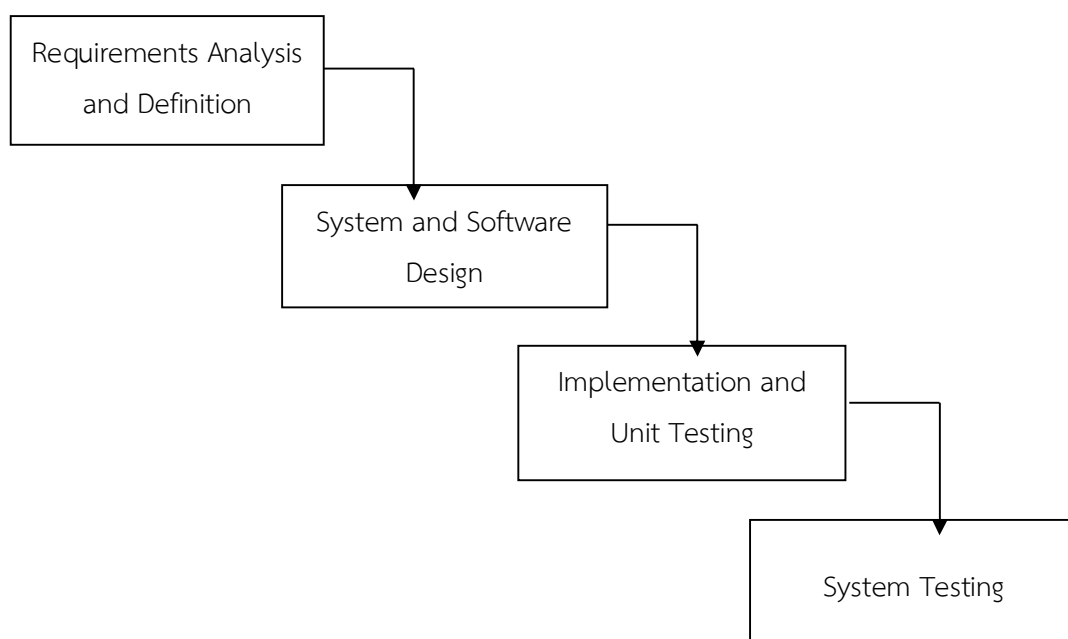 Requirements Analysis
and Definition
System and Software
Design
Implementation and
Unit Testing
System Testing